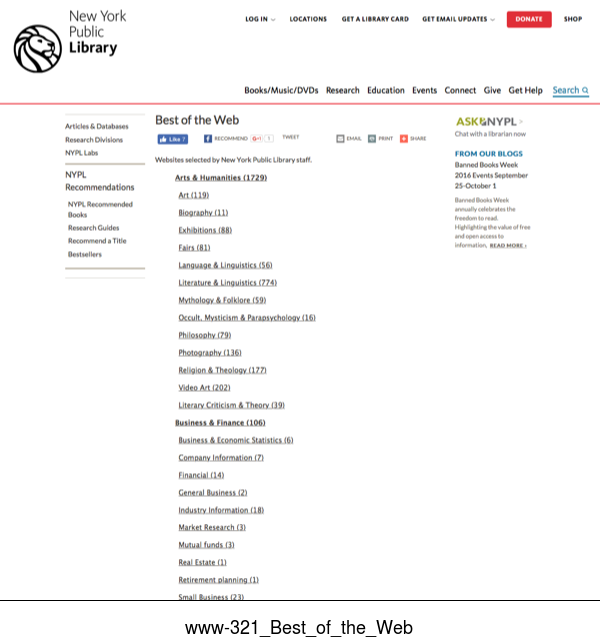 New York
Public
Library
LOG IN
LOCATIONS
GET A LIBRARY CARD
GET EMAIL UPDATES
DONATE
SHOP
Books/Music/DVDs Research Education Events Connect Give Get Help Search
Articles & Databases
Research Divisions
NYPL Labs
NYPL
Recommendations
NYPL Recommended
Books
Research Guides
Recommend a Title
Bestsellers
Best of the Web
Like 7
RECOMMEND
G+1 1
TWEET
EMAIL
PRINT
SHARE
Websites selected by New York Public Library staff.
Arts & Humanities (1729)
Art (119)
Biography (11)
Exhibitions (88)
Fairs (81)
Language & Linguistics (56)
Literature & Linguistics (774)
Mythology & Folklore (59)
Occult, Mysticism & Parapsychology (16)
Philosophy (79)
Photography (136)
Religion & Theology (177)
Video Art (202)
Literary Criticism & Theory (39)
Business & Finance (106)
Business & Economic Statistics (6)
Company Information (7)
Financial (14)
General Business (2)
Industry Information (18)
Market Research (3)
Mutual funds (3)
Real Estate (1)
Retirement planning (1)
Small Business (23)
ASK NYPL >
Chat with a librarian now
FROM OUR BLOGS
Banned Books Week
2016 Events September
25-October 1
Banned Books Week
annually celebrates the
freedom to read.
Highlighting the value of free
and open access to
information, READ MORE ›
www-321_Best_of_the_Web